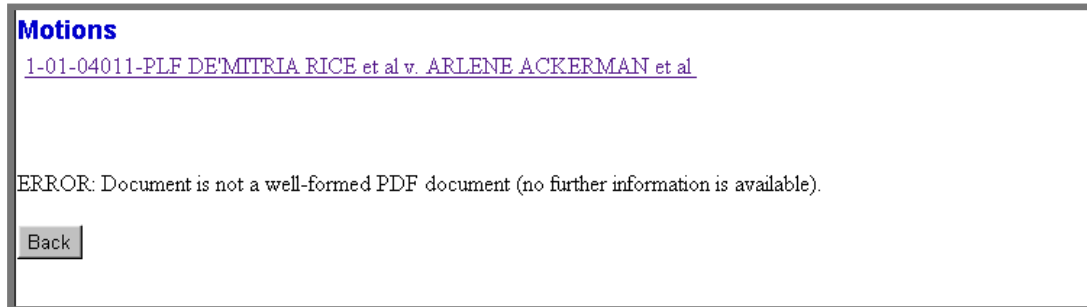 Motions
1-01-04011-PLF DE'MITRIA RICE et al v. ARLENE ACKERMAN et al
ERROR: Document is not a well-formed PDF document (no further information is available).
Back